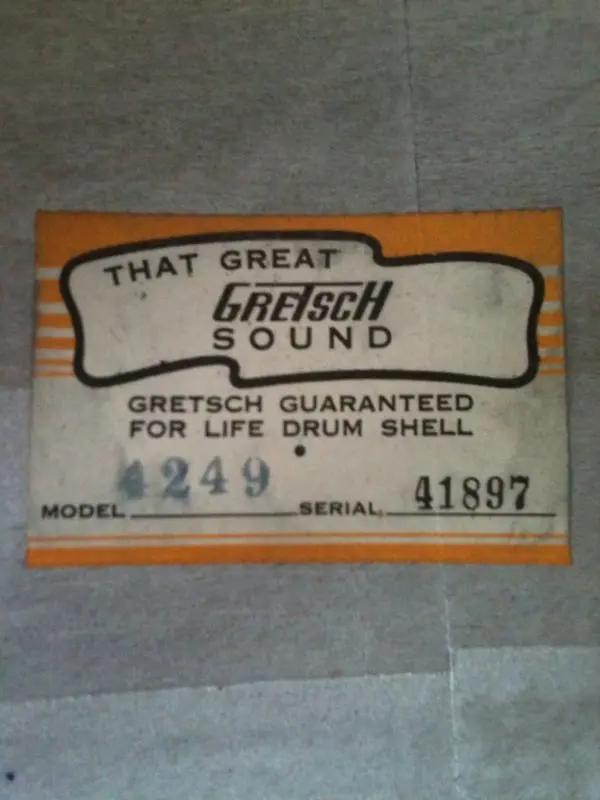 THAT GREAT
GRETSCH
SOUND
GRETSCH GUARANTEED
FOR LIFE DRUM SHELL
MODEL 4249 SERIAL 41897